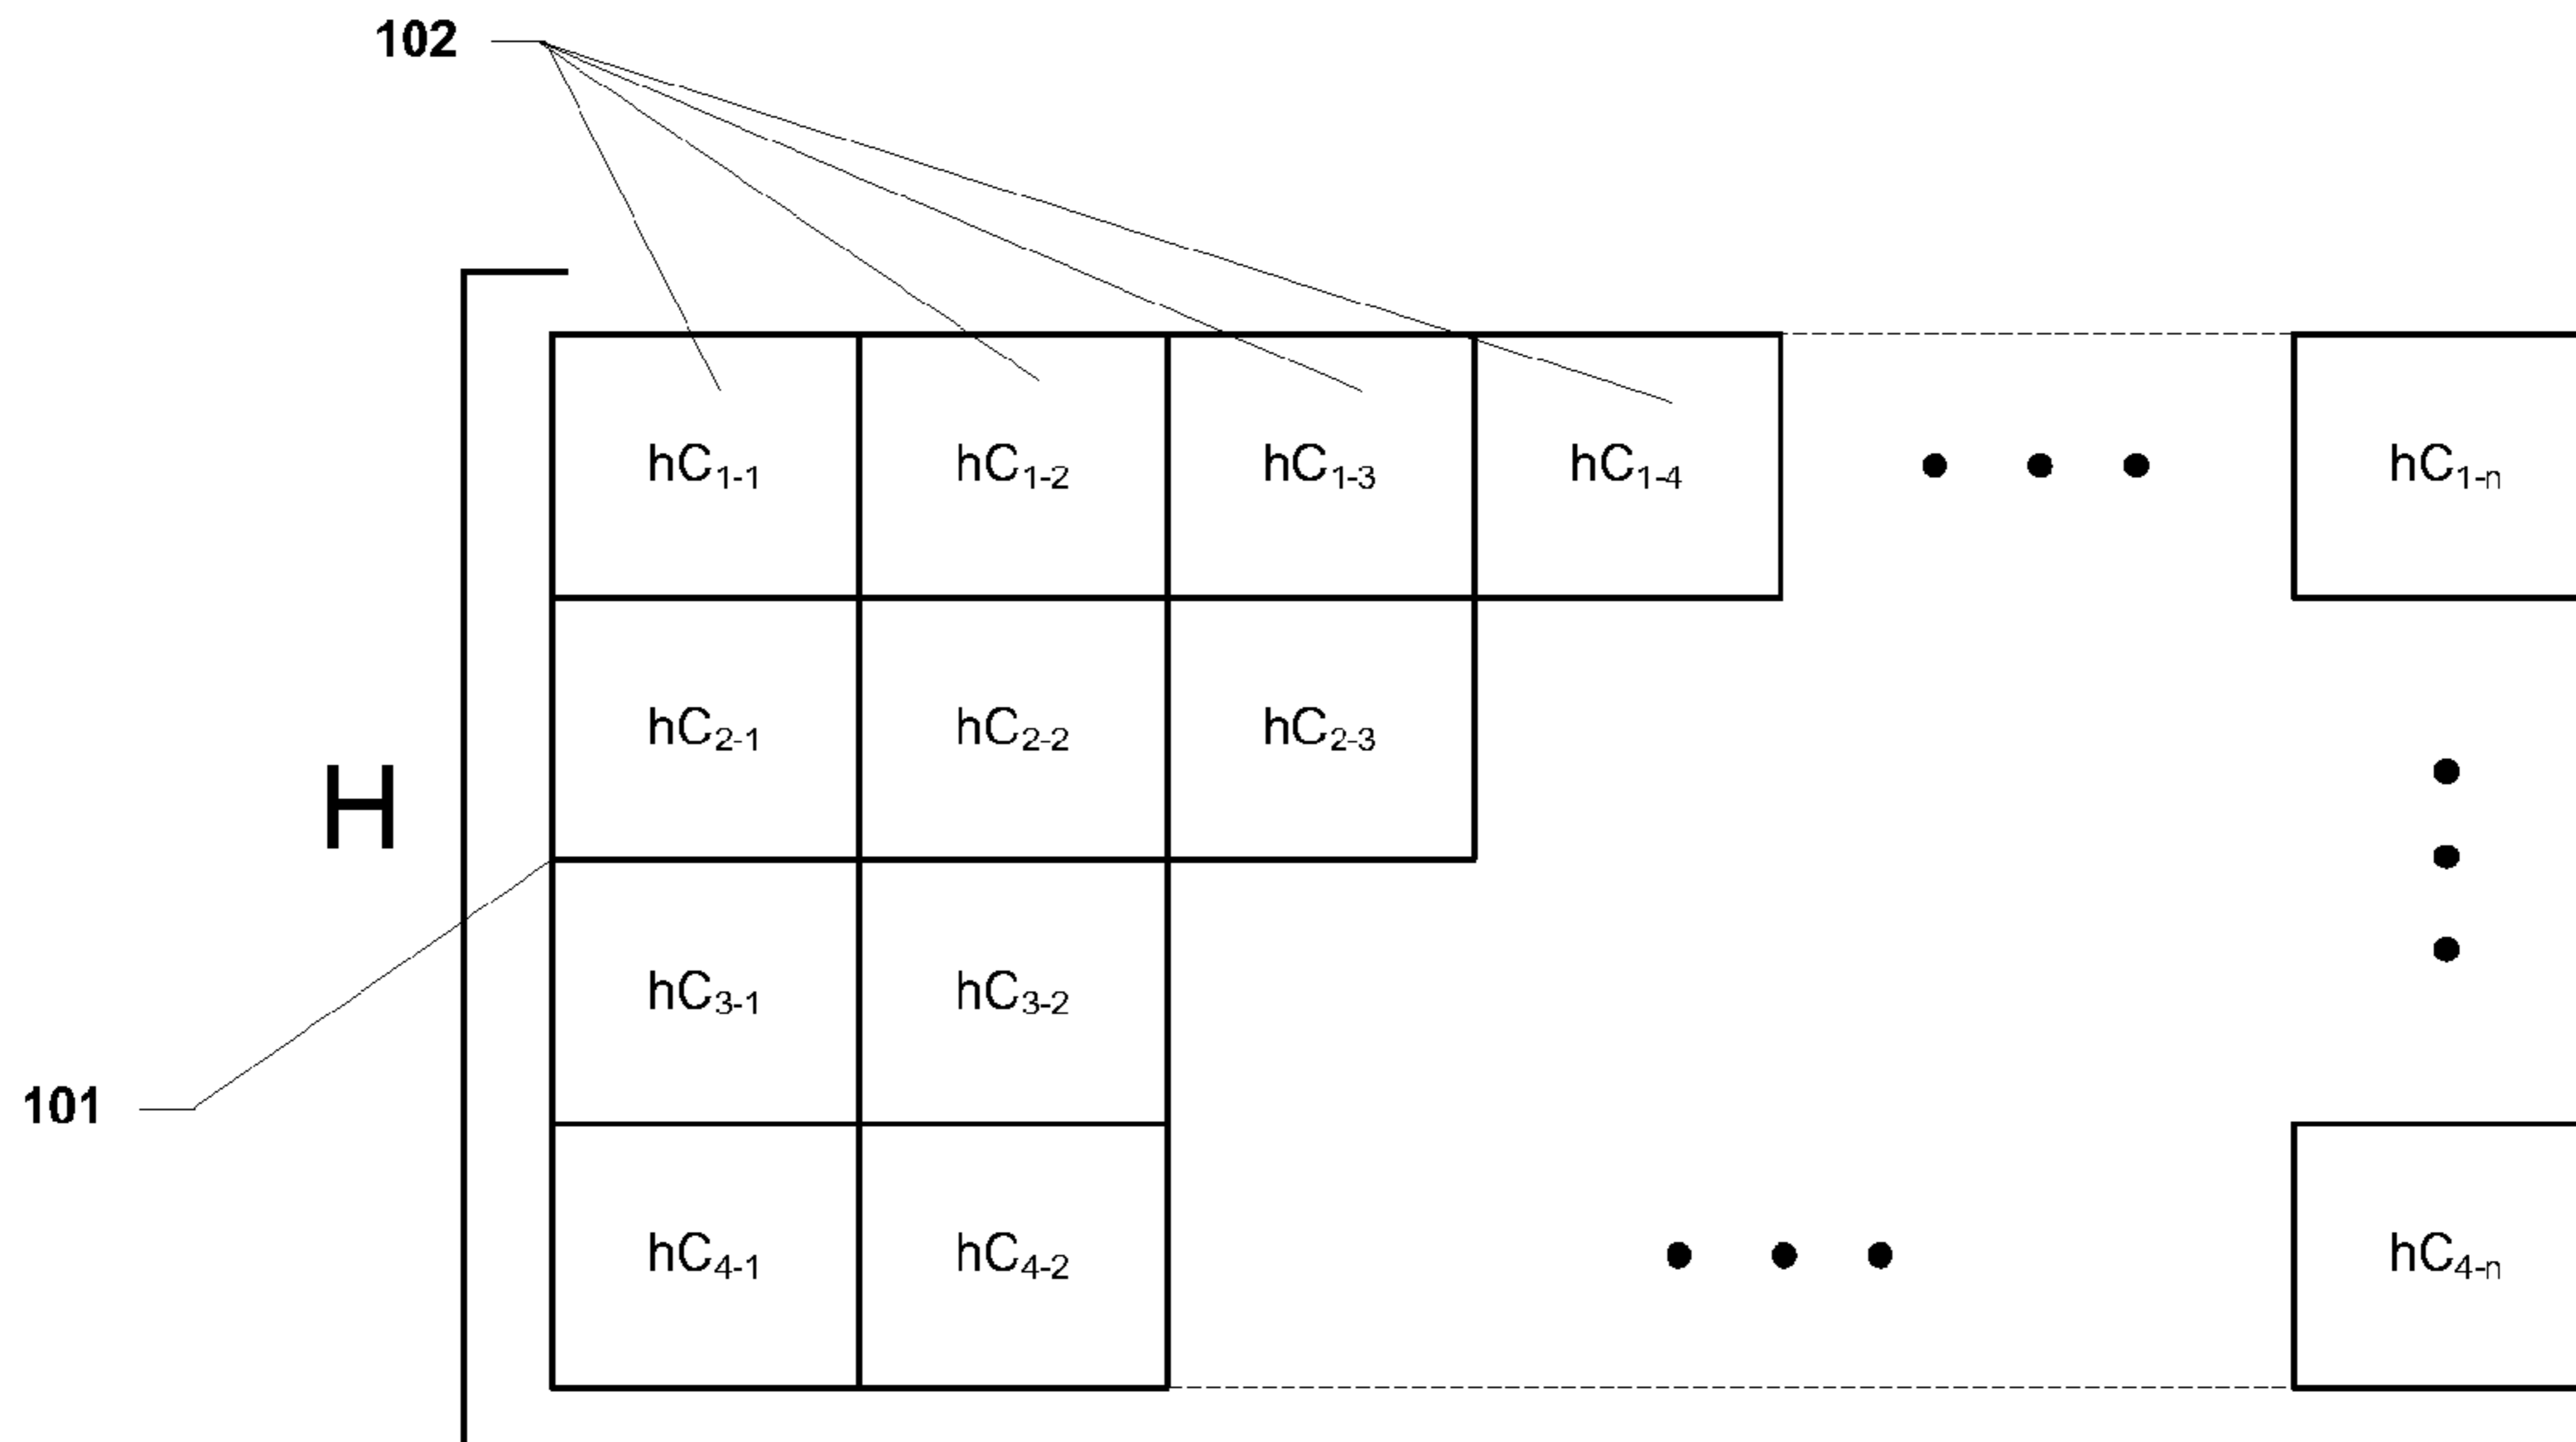 102
hC1-1 hC1-2 hC1-3 hC1-4 • • • hC1-n
hC2-1 hC2-2 hC2-3
H
hC3-1 hC3-2
101
hC4-1 hC4-2 • • • hC4-n